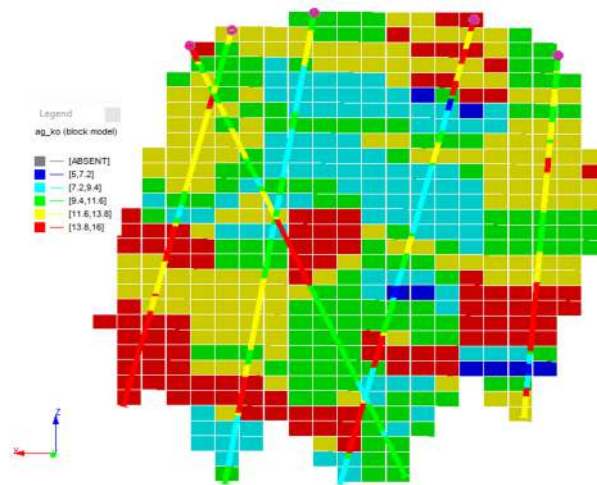 Legend
ag_ko (block model)
[ABSENT]
[5,7.2]
[7.2,9.4]
[9.4,11.6]
[11.6,13.8]
[13.8,16]
Z
X